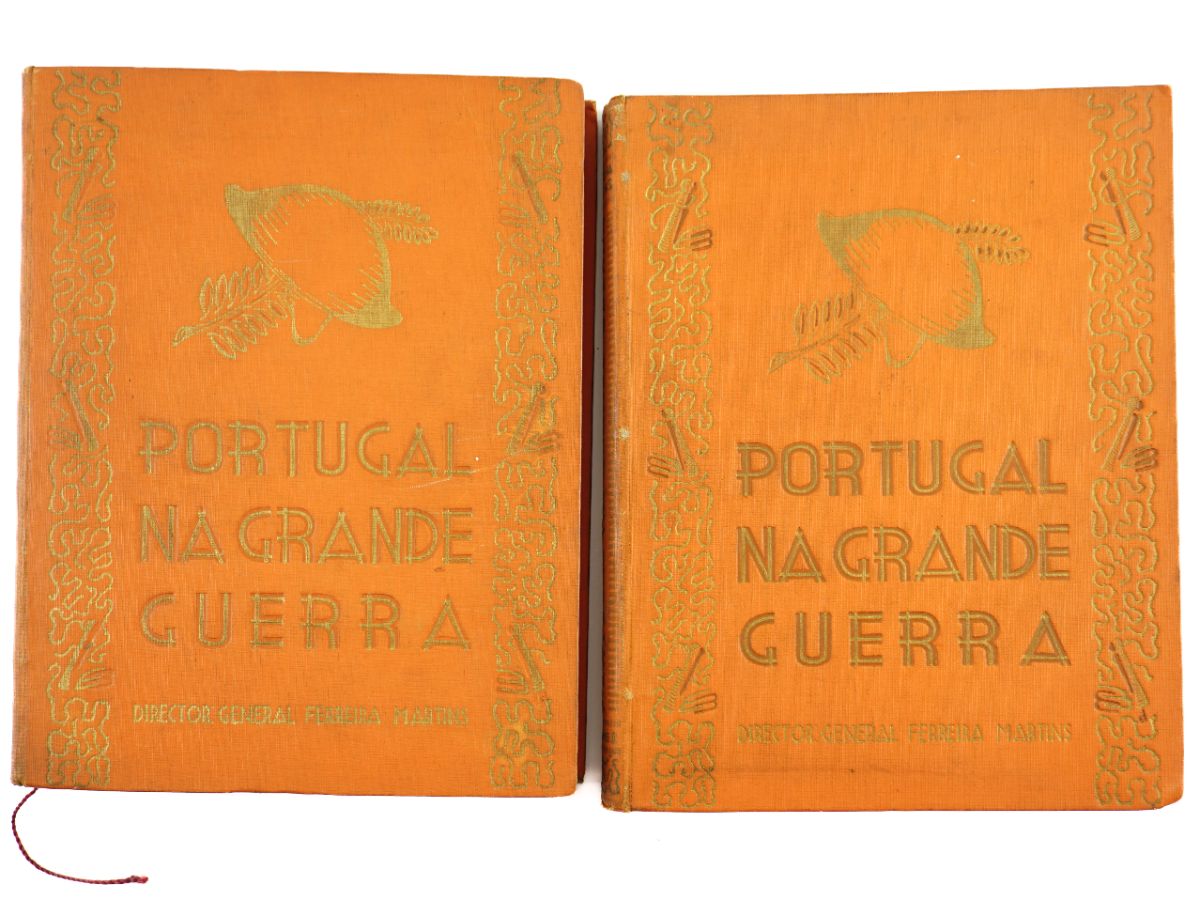 PORTUGAL
NA GRANDE
GUERRA
DIRECTOR: GENERAL FERREIRA MARTINS
PORTUGAL
NA GRANDE
GUERRA
DIRECTOR: GENERAL FERREIRA MARTINS